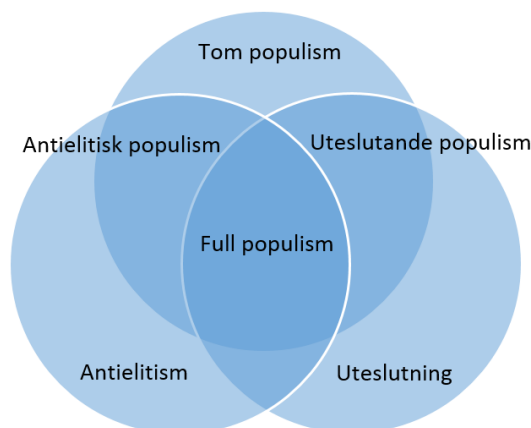 Tom populism
Antielitisk populism
Uteslutande populism
Full populism
Antielitism
Uteslutning